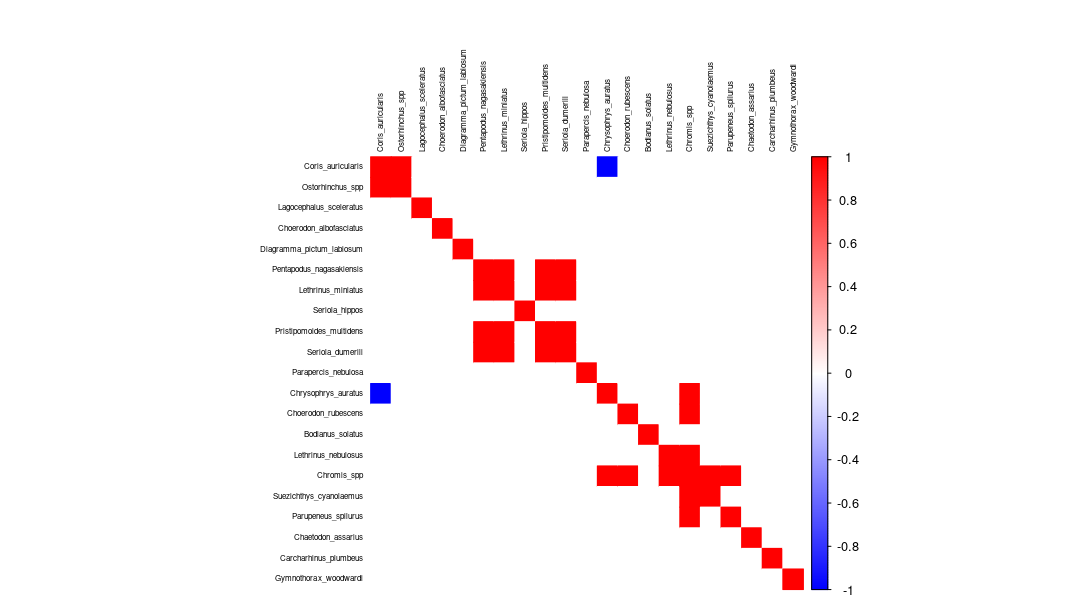 Coris_auricularis
Ostorhinchus_spp
Lagocephalus_sceleratus
Choerodon_albofasciatus
Diagramma_pictum_labiosum
Pentapodus_nagasakiensis
Lethrinus_miniatus
Seriola_hippos
Pristipomoides_multidens
Seriola_dumerili
Parapercis_nebulosa
Chrysophrys_auratus
Choerodon_rubescens
Bodianus_solatus
Lethrinus_nebulosus
Chromis_spp
Suezichthys_cyanolaemus
Parupeneus_spilurus
Chaetodon_assarius
Carcharhinus_plumbeus
Gymnothorax_woodwardi
Coris_auricularis
Ostorhinchus_spp
Lagocephalus_sceleratus
Choerodon_albofasciatus
Diagramma_pictum_labiosum
Pentapodus_nagasakiensis
Lethrinus_miniatus
Seriola_hippos
Pristipomoides_multidens
Seriola_dumerili
Parapercis_nebulosa
Chrysophrys_auratus
Choerodon_rubescens
Bodianus_solatus
Lethrinus_nebulosus
Chromis_spp
Suezichthys_cyanolaemus
Parupeneus_spilurus
Chaetodon_assarius
Carcharhinus_plumbeus
Gymnothorax_woodwardi
1
0.8
0.6
0.4
0.2
0
-0.2
-0.4
-0.6
-0.8
-1